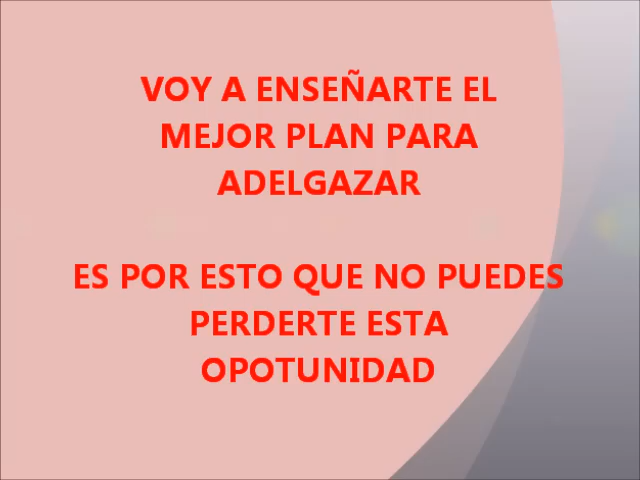 VOY A ENSEÑARTE EL
MEJOR PLAN PARA
ADELGAZAR
ES POR ESTO QUE NO PUEDES
PERDERTE ESTA
OPOTUNIDAD